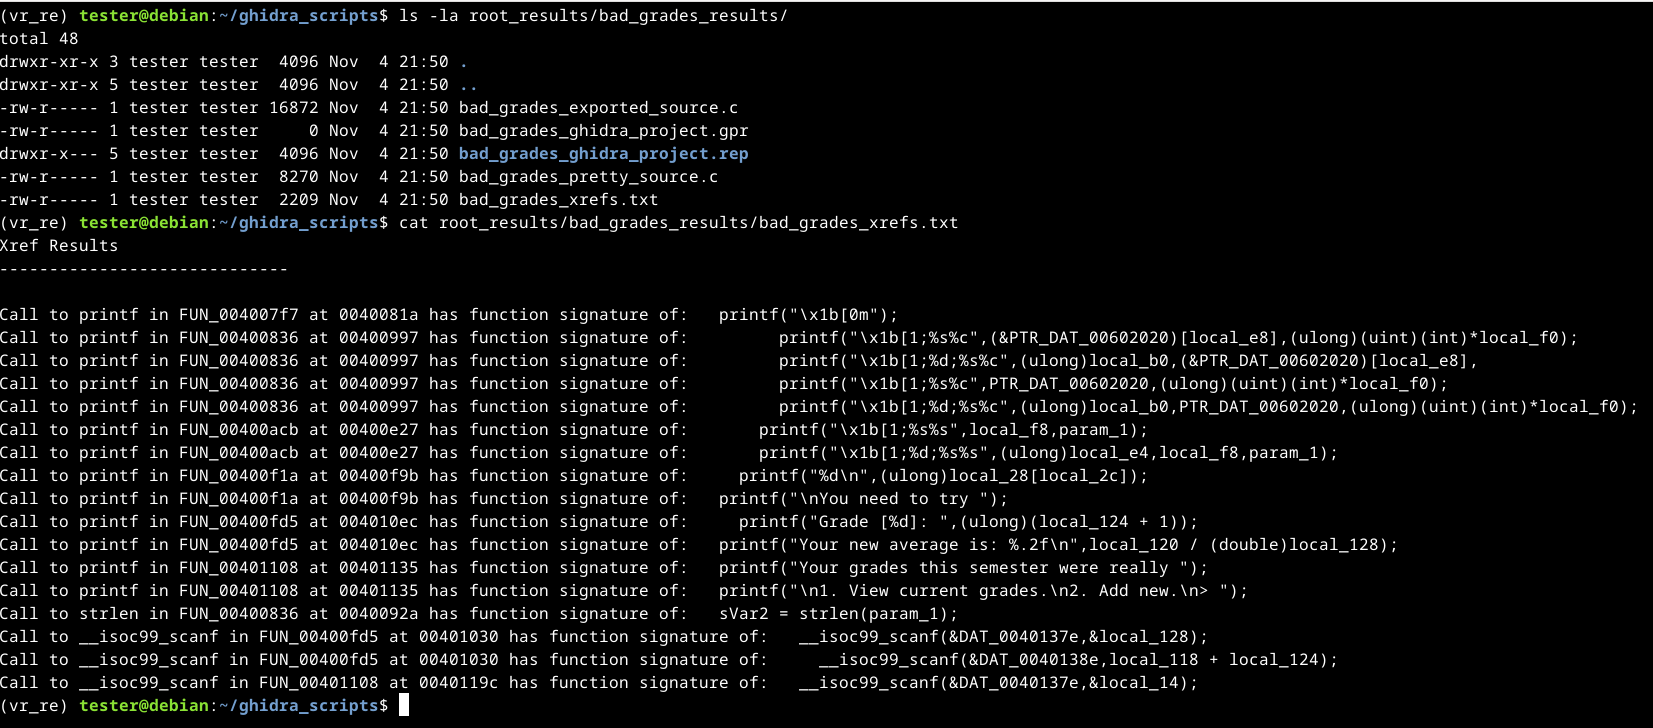 (vr_re) tester@debian:~/ghidra_scripts$ ls -la root_results/bad_grades_results/
total 48
drwxr-xr-x 3 tester tester  4096 Nov  4 21:50 .
drwxr-xr-x 5 tester tester  4096 Nov  4 21:50 ..
-rw-r----- 1 tester tester 16872 Nov  4 21:50 bad_grades_exported_source.c
-rw-r----- 1 tester tester     0 Nov  4 21:50 bad_grades_ghidra_project.gpr
drwxr-x--- 5 tester tester  4096 Nov  4 21:50 bad_grades_ghidra_project.rep
-rw-r----- 1 tester tester  8270 Nov  4 21:50 bad_grades_pretty_source.c
-rw-r----- 1 tester tester  2209 Nov  4 21:50 bad_grades_xrefs.txt
(vr_re) tester@debian:~/ghidra_scripts$ cat root_results/bad_grades_results/bad_grades_xrefs.txt
Xref Results
-----------------------------
Call to printf in FUN_004007f7 at 0040081a has function signature of:   printf("\x1b[0m");
Call to printf in FUN_00400836 at 00400997 has function signature of:         printf("\x1b[1;%s%c",(&PTR_DAT_00602020)[local_e8],(ulong)(uint)(int)*local_f0);
Call to printf in FUN_00400836 at 00400997 has function signature of:         printf("\x1b[1;%d;%s%c",(ulong)local_b0,(&PTR_DAT_00602020)[local_e8],
Call to printf in FUN_00400836 at 00400997 has function signature of:         printf("\x1b[1;%s%c",PTR_DAT_00602020,(ulong)(uint)(int)*local_f0);
Call to printf in FUN_00400836 at 00400997 has function signature of:         printf("\x1b[1;%d;%s%c",(ulong)local_b0,PTR_DAT_00602020,(ulong)(uint)(int)*local_f0);
Call to printf in FUN_00400acb at 00400e27 has function signature of:       printf("\x1b[1;%s%s",local_f8,param_1);
Call to printf in FUN_00400acb at 00400e27 has function signature of:       printf("\x1b[1;%d;%s%s",(ulong)local_e4,local_f8,param_1);
Call to printf in FUN_00400f1a at 00400f9b has function signature of:     printf("%d\n",(ulong)local_28[local_2c]);
Call to printf in FUN_00400f1a at 00400f9b has function signature of:   printf("\nYou need to try ");
Call to printf in FUN_00400fd5 at 004010ec has function signature of:     printf("Grade [%d]: ",(ulong)(local_124 + 1));
Call to printf in FUN_00400fd5 at 004010ec has function signature of:   printf("Your new average is: %.2f\n",local_120 / (double)local_128);
Call to printf in FUN_00401108 at 00401135 has function signature of:   printf("Your grades this semester were really ");
Call to printf in FUN_00401108 at 00401135 has function signature of:   printf("\n1. View current grades.\n2. Add new.\n> ");
Call to strlen in FUN_00400836 at 0040092a has function signature of:   sVar2 = strlen(param_1);
Call to __isoc99_scanf in FUN_00400fd5 at 00401030 has function signature of:   __isoc99_scanf(&DAT_0040137e,&local_128);
Call to __isoc99_scanf in FUN_00400fd5 at 00401030 has function signature of:     __isoc99_scanf(&DAT_0040138e,local_118 + local_124);
Call to __isoc99_scanf in FUN_00401108 at 0040119c has function signature of:   __isoc99_scanf(&DAT_0040137e,&local_14);
(vr_re) tester@debian:~/ghidra_scripts$